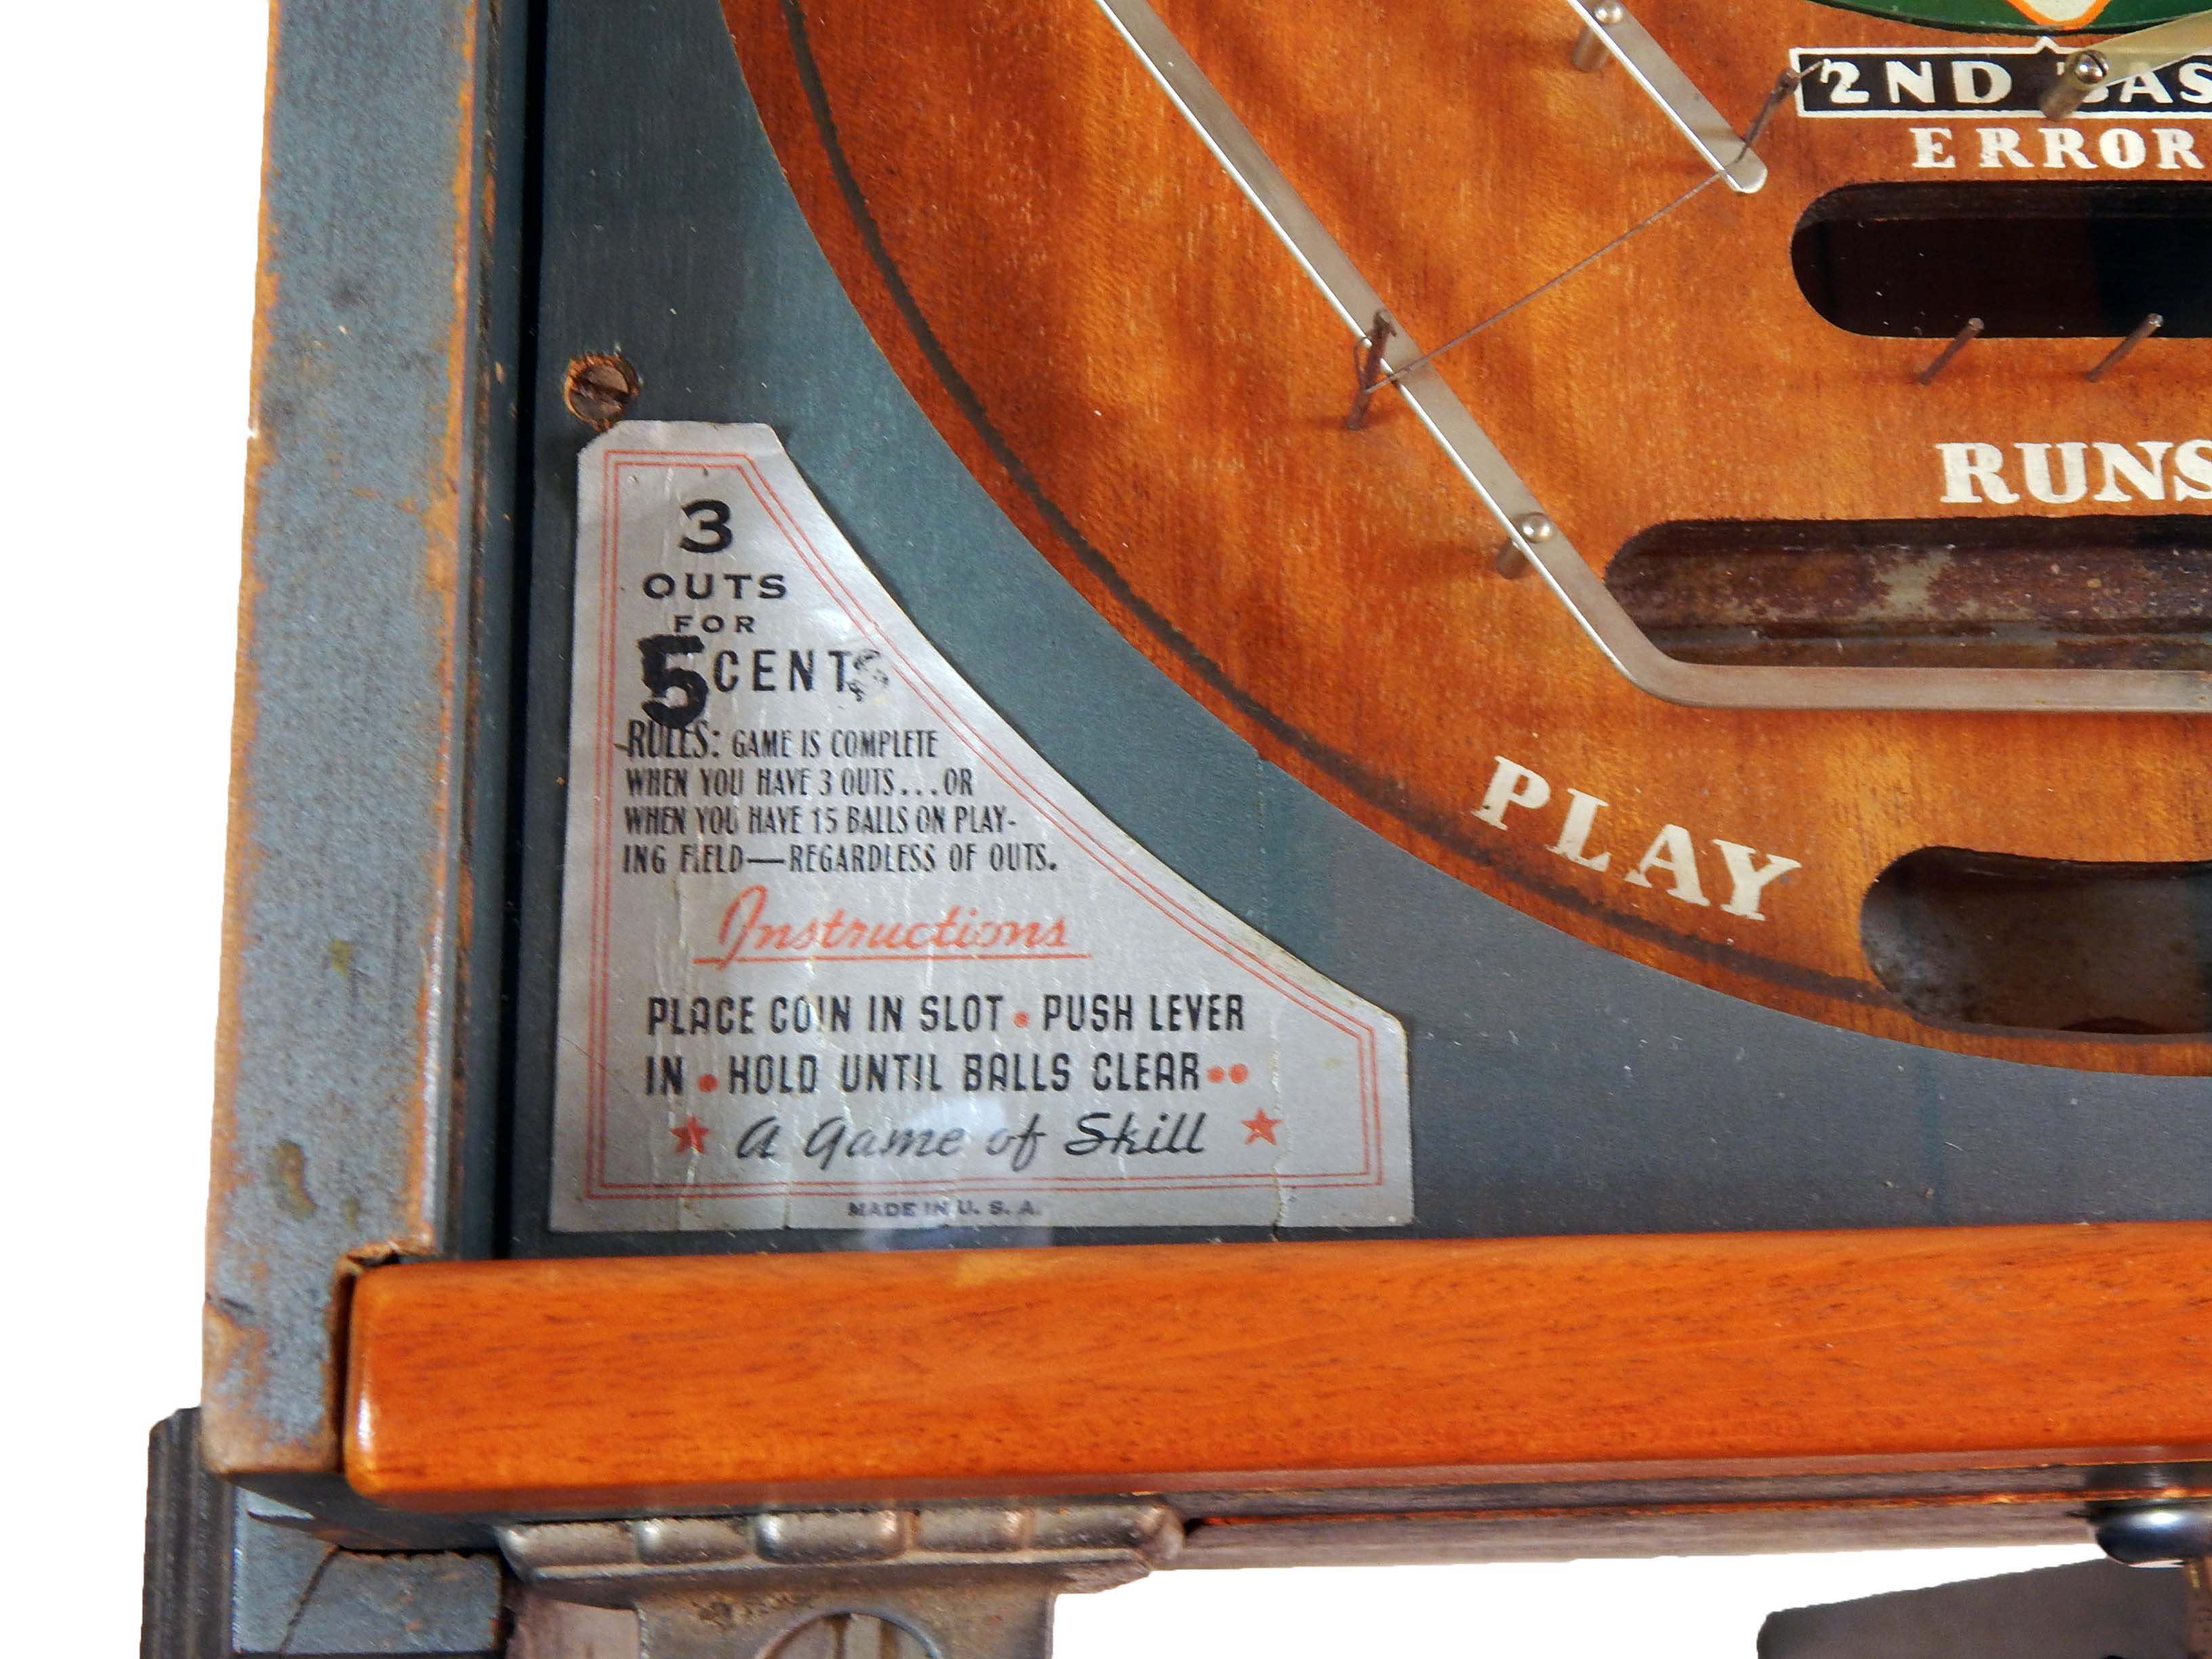 2ND
ERROR
RUNS
PLAY
3
OUTS
FOR
5 CENTS
RULES: GAME IS COMPLETE
WHEN YOU HAVE 3 OUTS...OR
WHEN YOU HAVE 15 BALLS ON PLAY-
ING FIELD—REGARDLESS OF OUTS.
Instructions
PLACE COIN IN SLOT • PUSH LEVER
IN • HOLD UNTIL BALLS CLEAR••
★ A Game of Skill ★
MADE IN U. S. A.